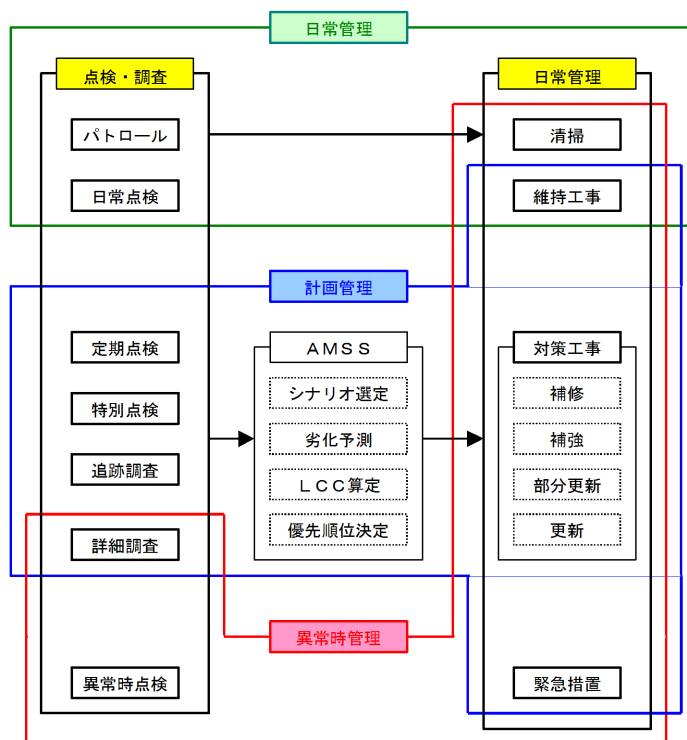 日常管理
点検・調査
日常管理
パトロール
清掃
日常点検
維持工事
計画管理
定期点検
AMSS
対策工事
シナリオ選定
補修
特別点検
劣化予測
補強
追跡調査
LCC算定
部分更新
優先順位決定
更新
詳細調査
異常時管理
異常時点検
緊急措置